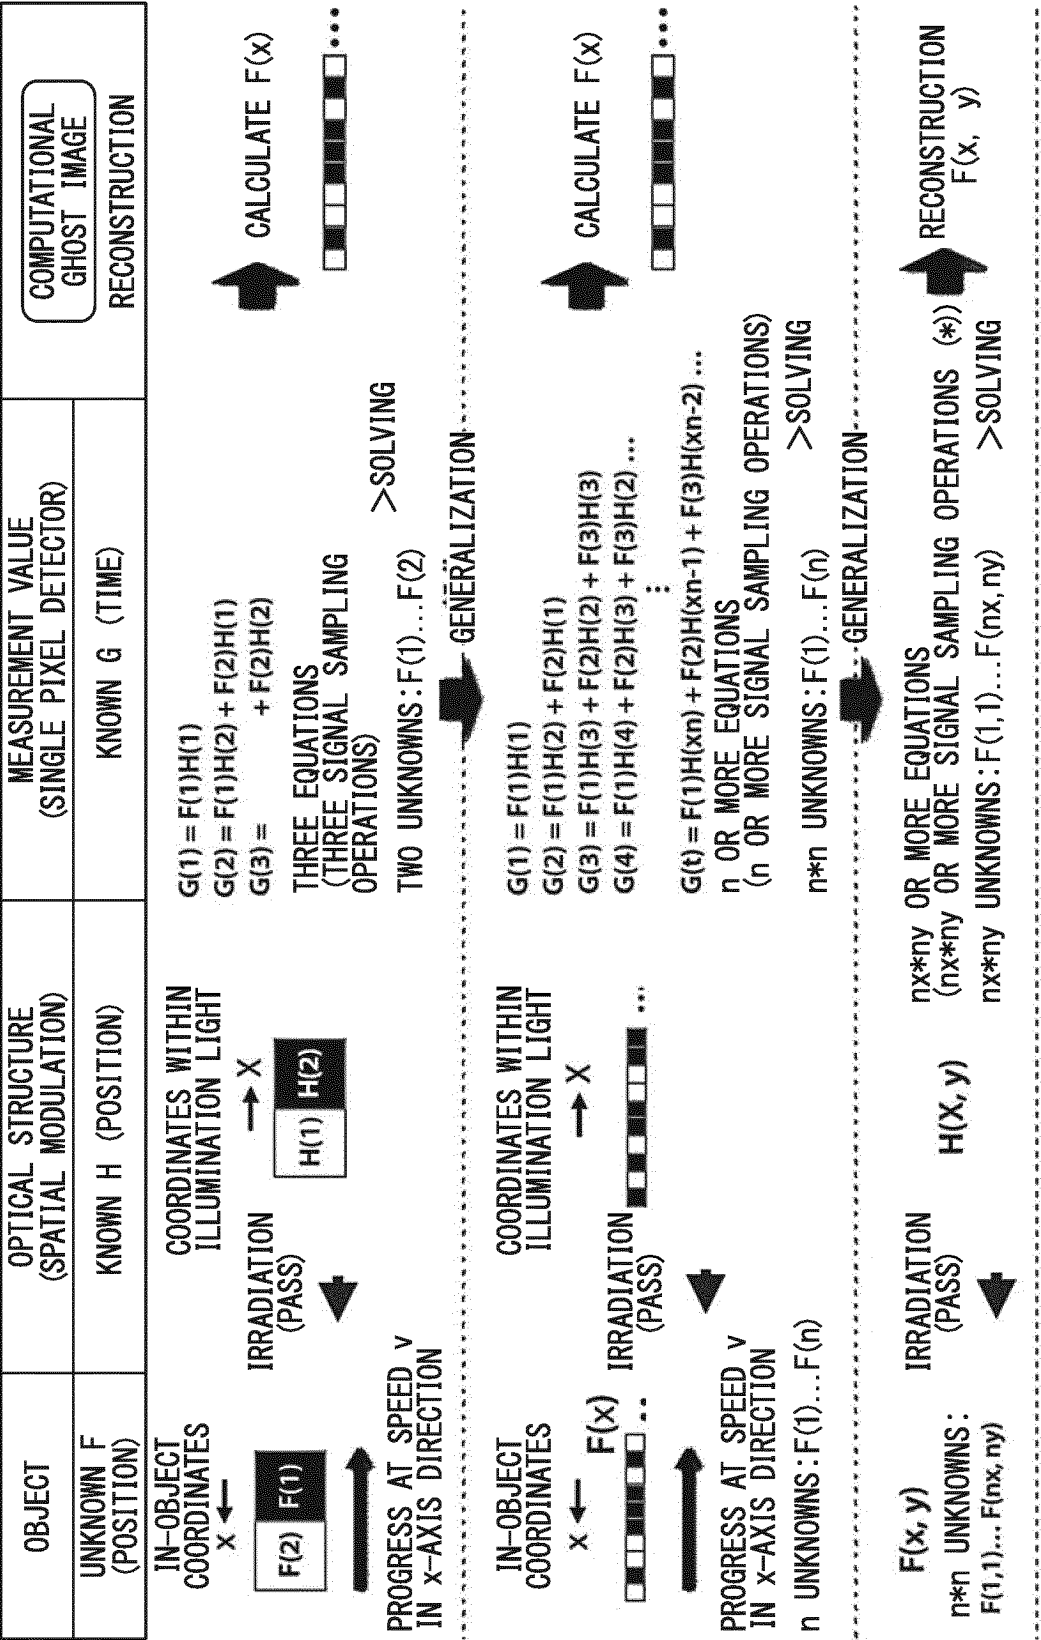 OBJECT
OPTICAL STRUCTURE
(SPATIAL MODULATION)
MEASUREMENT VALUE
(SINGLE PIXEL DETECTOR)
COMPUTATIONAL
GHOST IMAGE
RECONSTRUCTION
UNKNOWN F
(POSITION)
KNOWN H (POSITION)
KNOWN G (TIME)
IN-OBJECT
COORDINATES
x
F(2) F(1)
PROGRESS AT SPEED v
IN x-AXIS DIRECTION
IRRADIATION
(PASS)
COORDINATES WITHIN
ILLUMINATION LIGHT
X
H(1) H(2)
G(1) = F(1)H(1)
G(2) = F(1)H(2) + F(2)H(1)
G(3) = + F(2)H(2)
THREE EQUATIONS
(THREE SIGNAL SAMPLING
OPERATIONS)
TWO UNKNOWNS:F(1)...F(2)
>SOLVING
CALCULATE F(x)
...
GENERALIZATION
IN-OBJECT
COORDINATES
x
F(x)
...
PROGRESS AT SPEED v
IN x-AXIS DIRECTION
n UNKNOWNS:F(1)...F(n)
IRRADIATION
(PASS)
COORDINATES WITHIN
ILLUMINATION LIGHT
X
...
G(1) = F(1)H(1)
G(2) = F(1)H(2) + F(2)H(1)
G(3) = F(1)H(3) + F(2)H(2) + F(3)H(3)
G(4) = F(1)H(4) + F(2)H(3) + F(3)H(2)...
⋮
G(t) = F(1)H(xn) + F(2)H(xn-1) + F(3)H(xn-2)...
n OR MORE EQUATIONS
(n OR MORE SIGNAL SAMPLING OPERATIONS)
n*n UNKNOWNS:F(1)...F(n)
>SOLVING
CALCULATE F(x)
...
GENERALIZATION
F(x, y)
n*n UNKNOWNS:
F(1,1)... F(nx, ny)
IRRADIATION
(PASS)
H(X, y)
nx*ny OR MORE EQUATIONS
(nx*ny OR MORE SIGNAL SAMPLING OPERATIONS (*))
nx*ny UNKNOWNS:F(1,1)...F(nx,ny)
>SOLVING
RECONSTRUCTION
F(x, y)